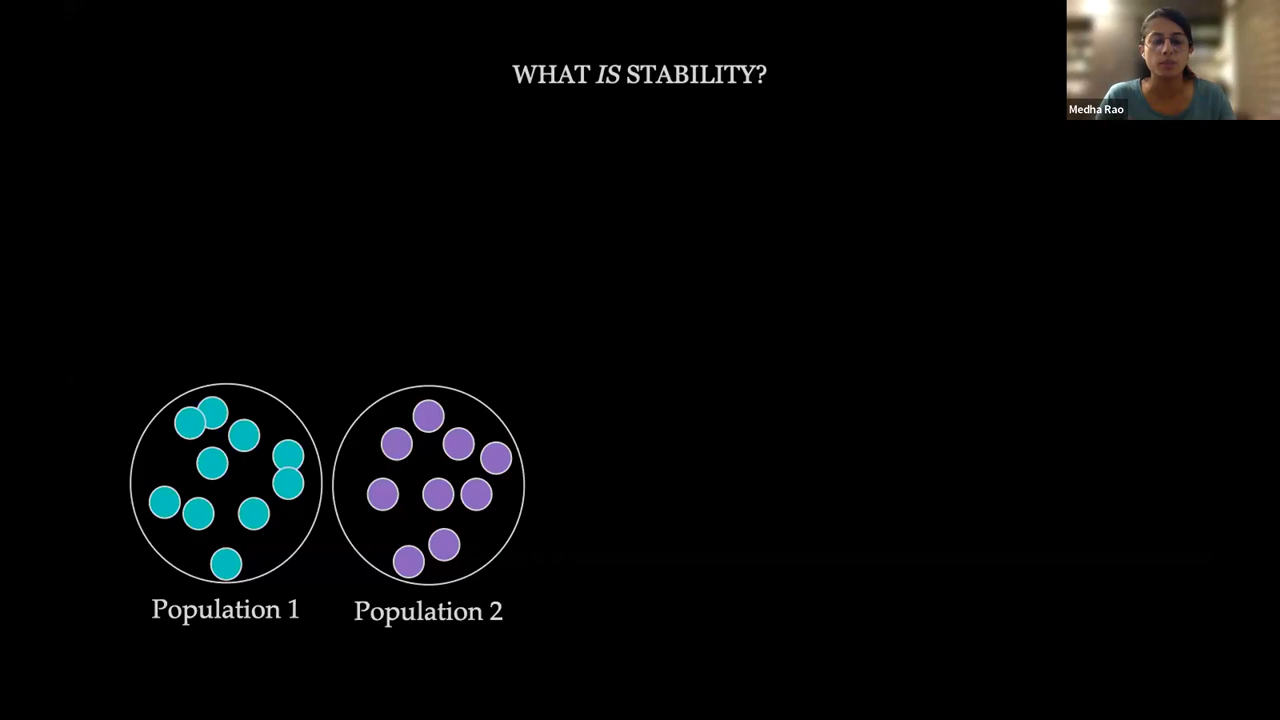 WHAT IS STABILITY?
Medha Rao
Population 1
Population 2